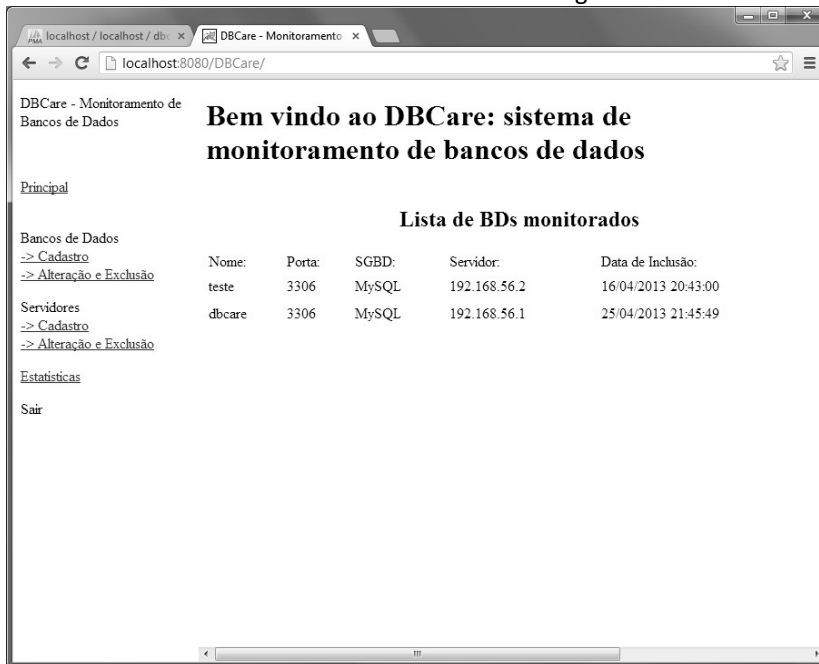 localhost / localhost / dbc
DBCare - Monitoramento
localhost:8080/DBCare/
DBCare - Monitoramento de
Bancos de Dados
Principal
Bancos de Dados
-> Cadastro
-> Alteração e Exclusão
Servidores
-> Cadastro
-> Alteração e Exclusão
Estatisticas
Sair
Bem vindo ao DBCare: sistema de
monitoramento de bancos de dados
Lista de BDs monitorados
Nome: Porta: SGBD: Servidor: Data de Inclusão:
teste 3306 MySQL 192.168.56.2 16/04/2013 20:43:00
dbcare 3306 MySQL 192.168.56.1 25/04/2013 21:45:49